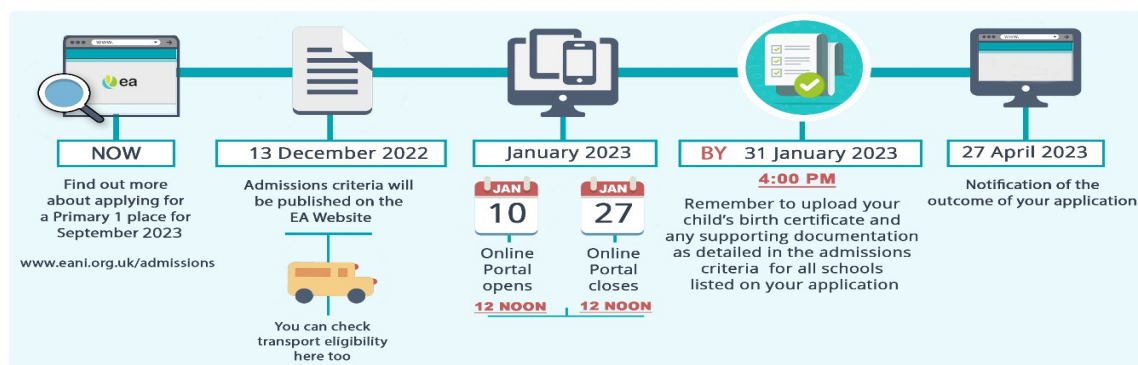 www.
ea
NOW
Find out more
about applying for
a Primary 1 place for
September 2023
www.eani.org.uk/admissions
13 December 2022
Admissions criteria will
be published on the
EA Website
You can check
transport eligibility
here too
January 2023
JAN
10
Online
Portal
opens
12 NOON
JAN
27
Online
Portal
closes
12 NOON
BY 31 January 2023
4:00 PM
Remember to upload your
child's birth certificate and
any supporting documentation
as detailed in the admissions
criteria for all schools
listed on your application
www.
27 April 2023
Notification of the
outcome of your application